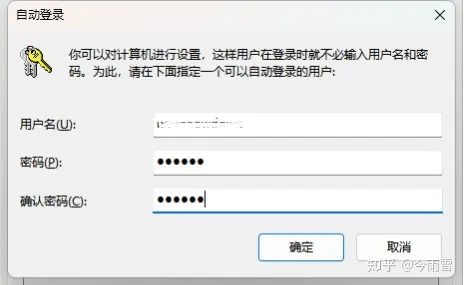 自动登录
你可以对计算机进行设置，这样用户在登录时就不必输入用户名和密
码。为此，请在下面指定一个可以自动登录的用户:
用户名(U):
密码(P):
●●●●●●
确认密码(C):
●●●●●●
确定
取消
知乎 @今雨雪